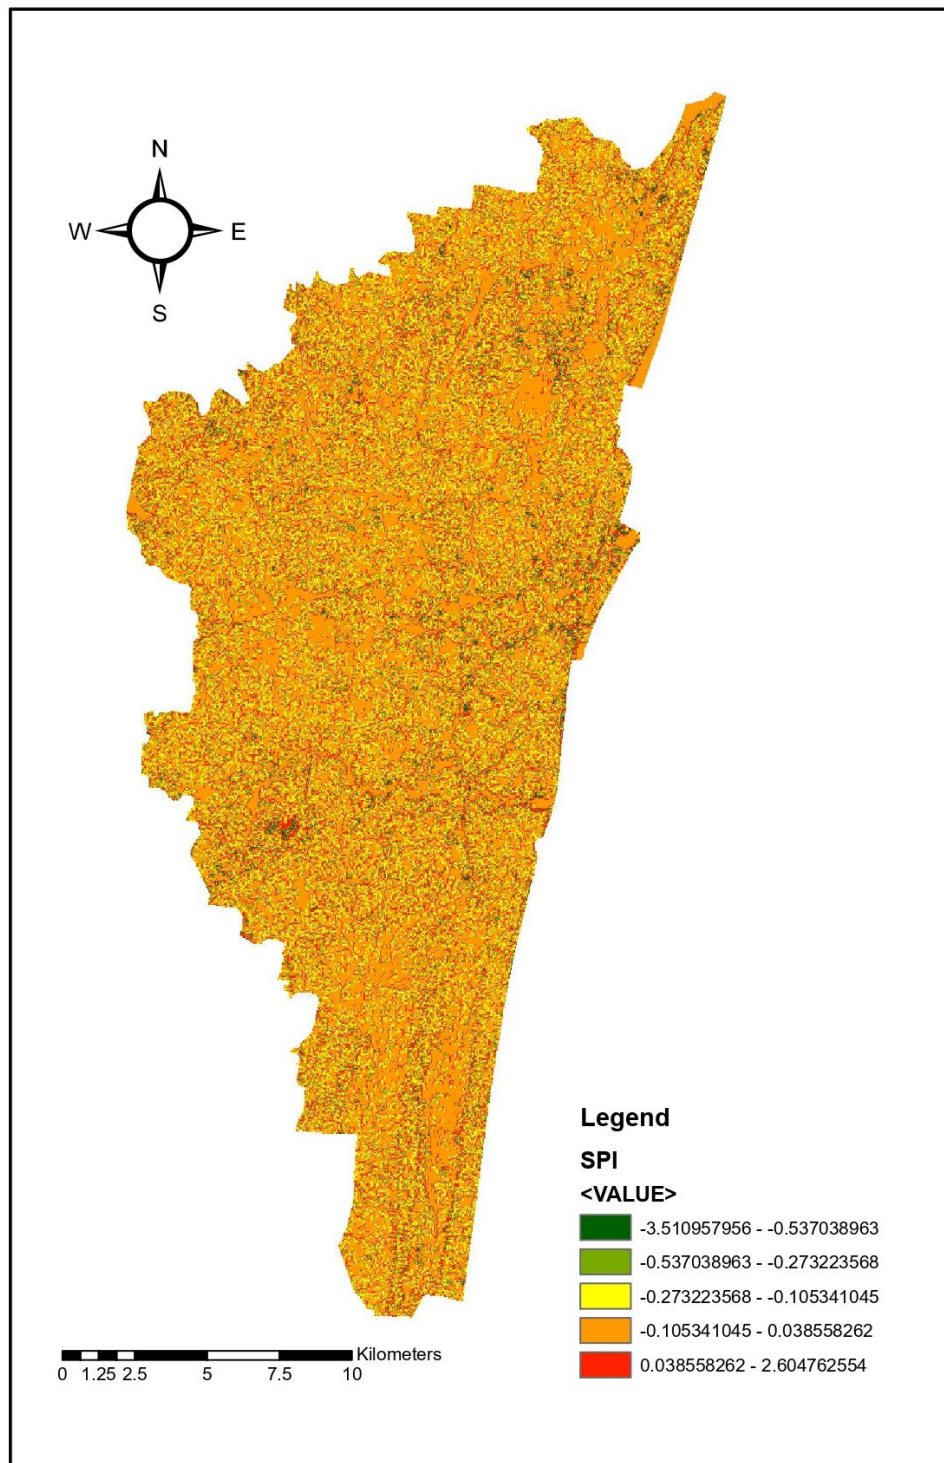 N
W E
S
Legend
SPI
<VALUE>
-3.510957956 - -0.537038963
-0.537038963 - -0.273223568
-0.273223568 - -0.105341045
-0.105341045 - 0.038558262
0.038558262 - 2.604762554
Kilometers
0 1.25 2.5 5 7.5 10